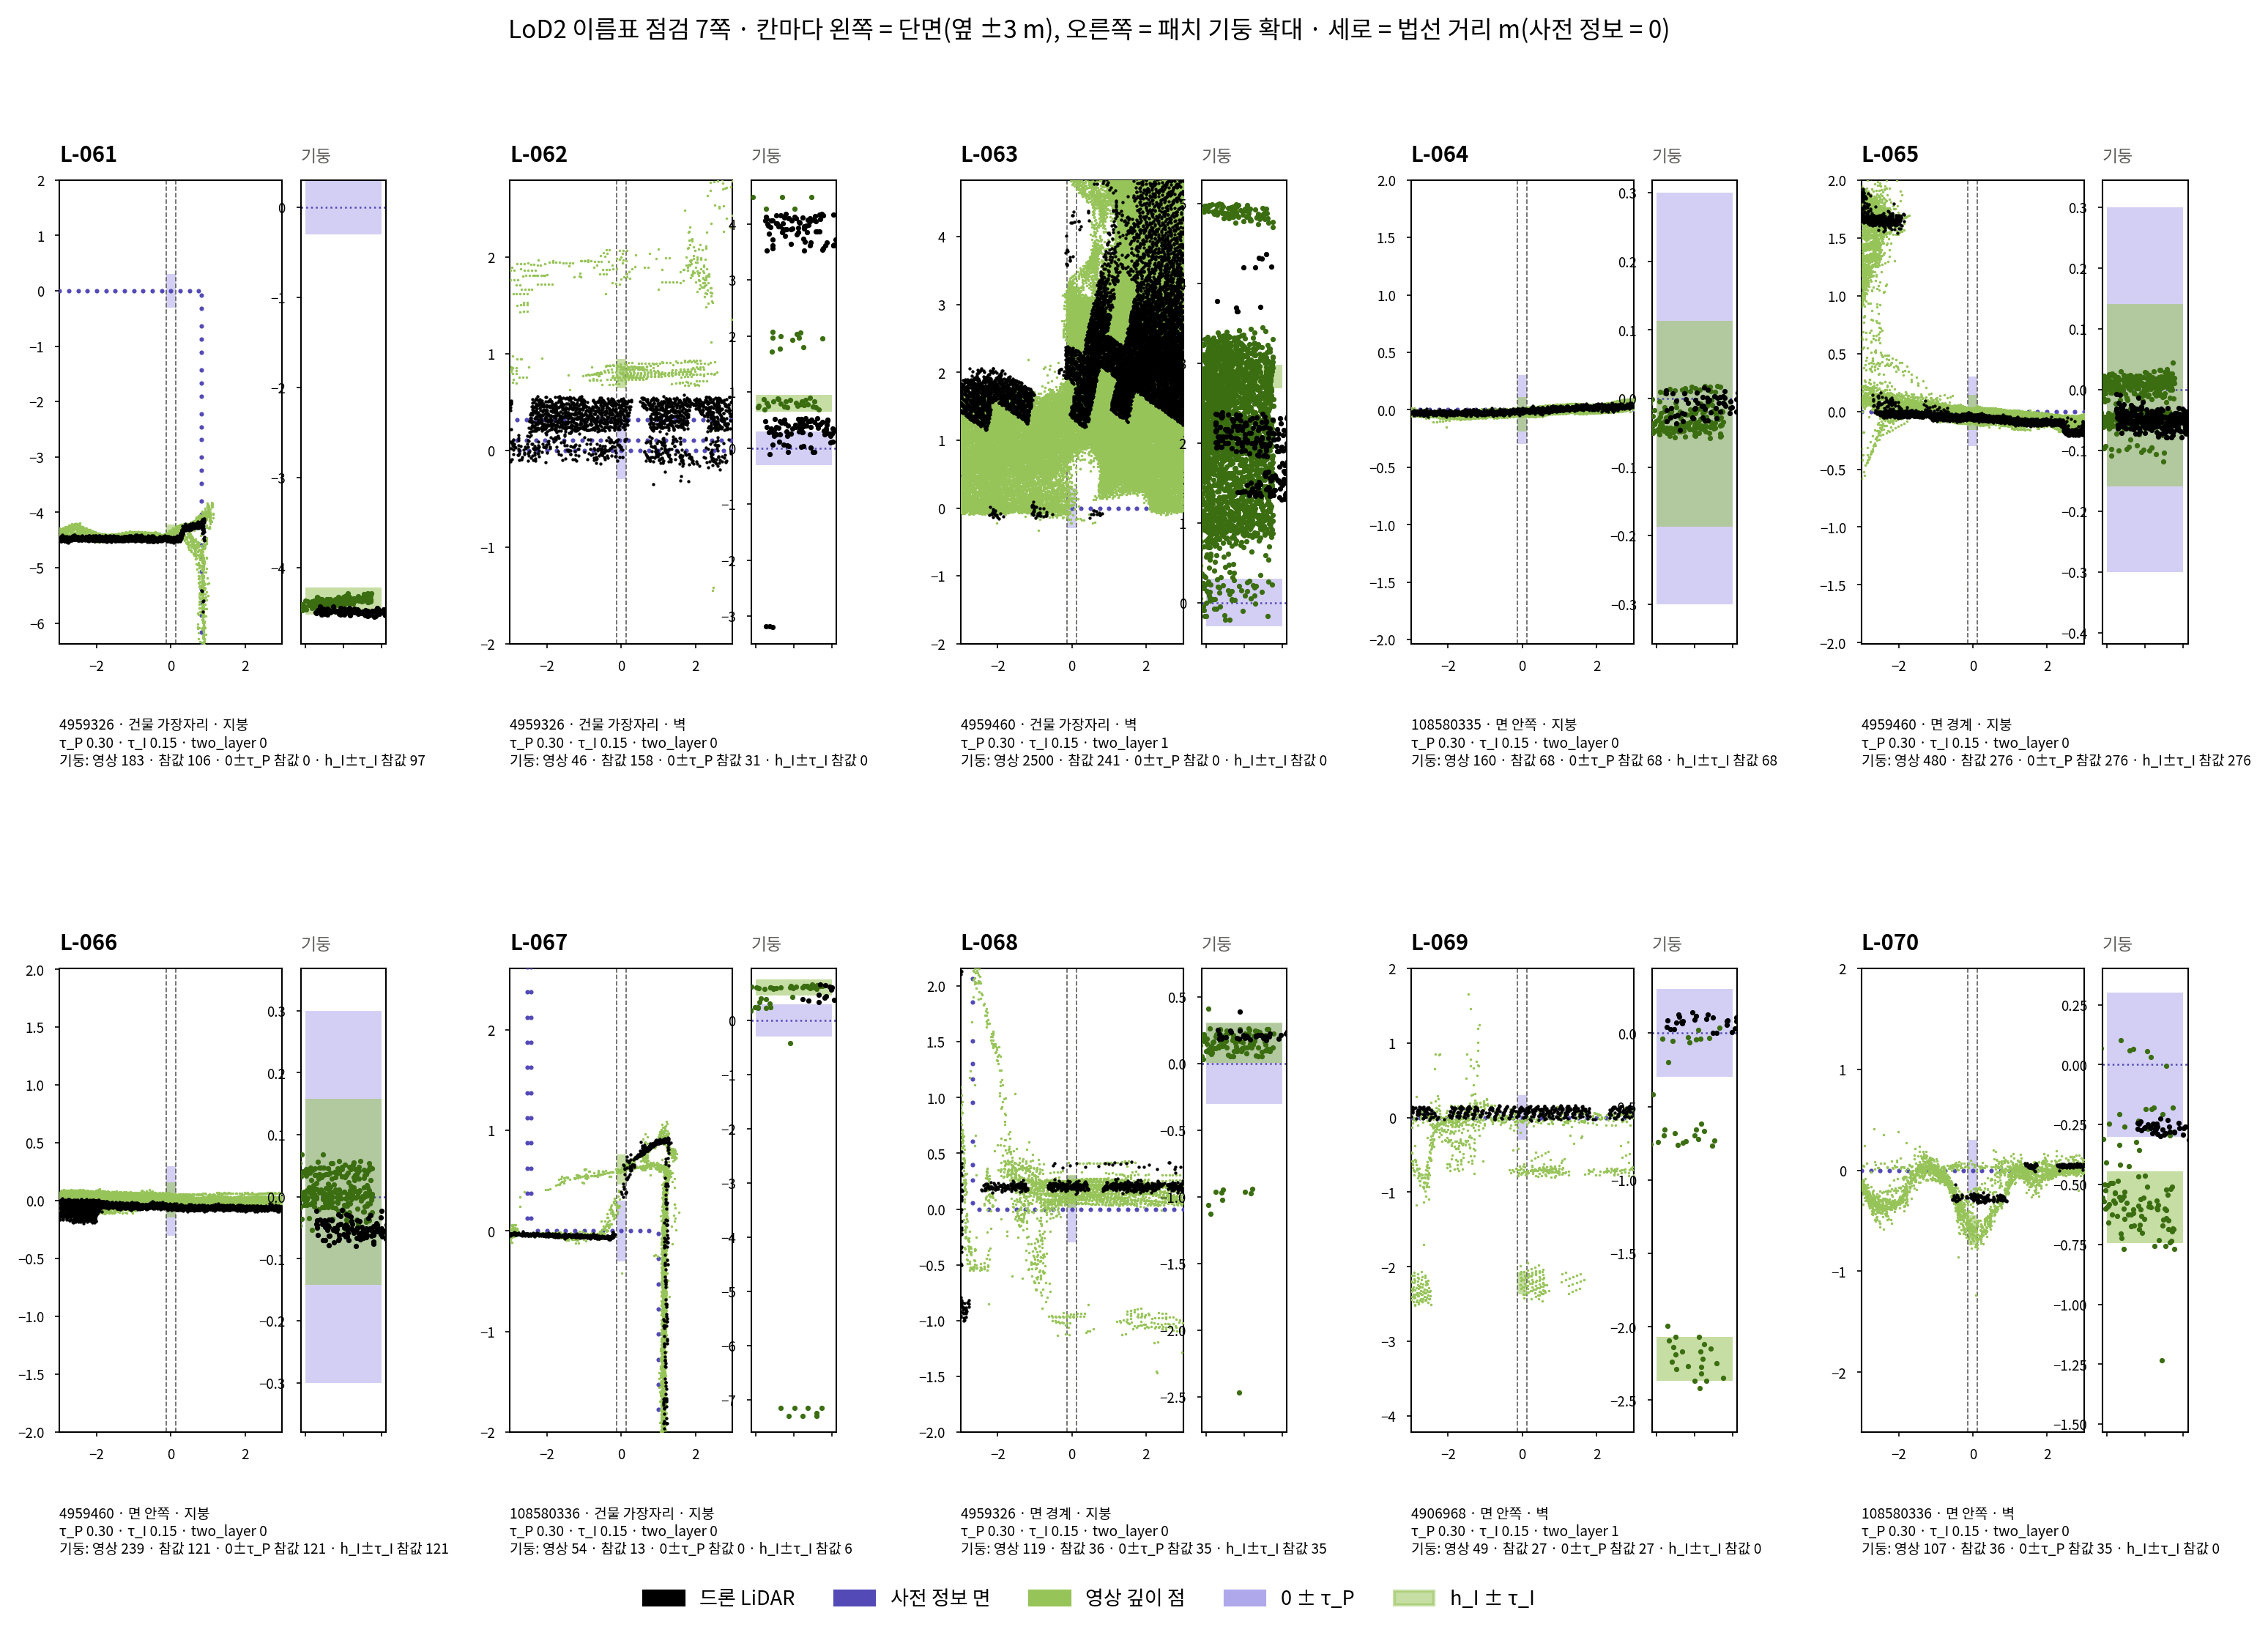 LoD2 이름표 점검 7쪽 · 칸마다 왼쪽 = 단면(옆 ±3 m), 오른쪽 = 패치 기둥 확대 · 세로 = 법선 거리 m(사전 정보 = 0)
L-061 기둥 L-062 기둥 L-063 기둥 L-064 기둥 L-065 기둥
4959326 · 건물 가장자리 · 지붕
τ_P 0.30 · τ_I 0.15 · two_layer 0
기둥: 영상 183 · 참값 106 · 0±τ_P 참값 0 · h_I±τ_I 참값 97
4959326 · 건물 가장자리 · 벽
τ_P 0.30 · τ_I 0.15 · two_layer 0
기둥: 영상 46 · 참값 158 · 0±τ_P 참값 31 · h_I±τ_I 참값 0
4959460 · 건물 가장자리 · 벽
τ_P 0.30 · τ_I 0.15 · two_layer 1
기둥: 영상 2500 · 참값 241 · 0±τ_P 참값 0 · h_I±τ_I 참값 0
108580335 · 면 안쪽 · 지붕
τ_P 0.30 · τ_I 0.15 · two_layer 0
기둥: 영상 160 · 참값 68 · 0±τ_P 참값 68 · h_I±τ_I 참값 68
4959460 · 면 경계 · 지붕
τ_P 0.30 · τ_I 0.15 · two_layer 0
기둥: 영상 480 · 참값 276 · 0±τ_P 참값 276 · h_I±τ_I 참값 276
L-066 기둥 L-067 기둥 L-068 기둥 L-069 기둥 L-070 기둥
4959460 · 면 안쪽 · 지붕
τ_P 0.30 · τ_I 0.15 · two_layer 0
기둥: 영상 239 · 참값 121 · 0±τ_P 참값 121 · h_I±τ_I 참값 121
108580336 · 건물 가장자리 · 지붕
τ_P 0.30 · τ_I 0.15 · two_layer 0
기둥: 영상 54 · 참값 13 · 0±τ_P 참값 0 · h_I±τ_I 참값 6
4959326 · 면 경계 · 지붕
τ_P 0.30 · τ_I 0.15 · two_layer 0
기둥: 영상 119 · 참값 36 · 0±τ_P 참값 35 · h_I±τ_I 참값 35
4906968 · 면 안쪽 · 벽
τ_P 0.30 · τ_I 0.15 · two_layer 1
기둥: 영상 49 · 참값 27 · 0±τ_P 참값 27 · h_I±τ_I 참값 0
108580336 · 면 안쪽 · 벽
τ_P 0.30 · τ_I 0.15 · two_layer 0
기둥: 영상 107 · 참값 36 · 0±τ_P 참값 35 · h_I±τ_I 참값 0
드론 LiDAR 사전 정보 면 영상 깊이 점 0 ± τ_P h_I ± τ_I